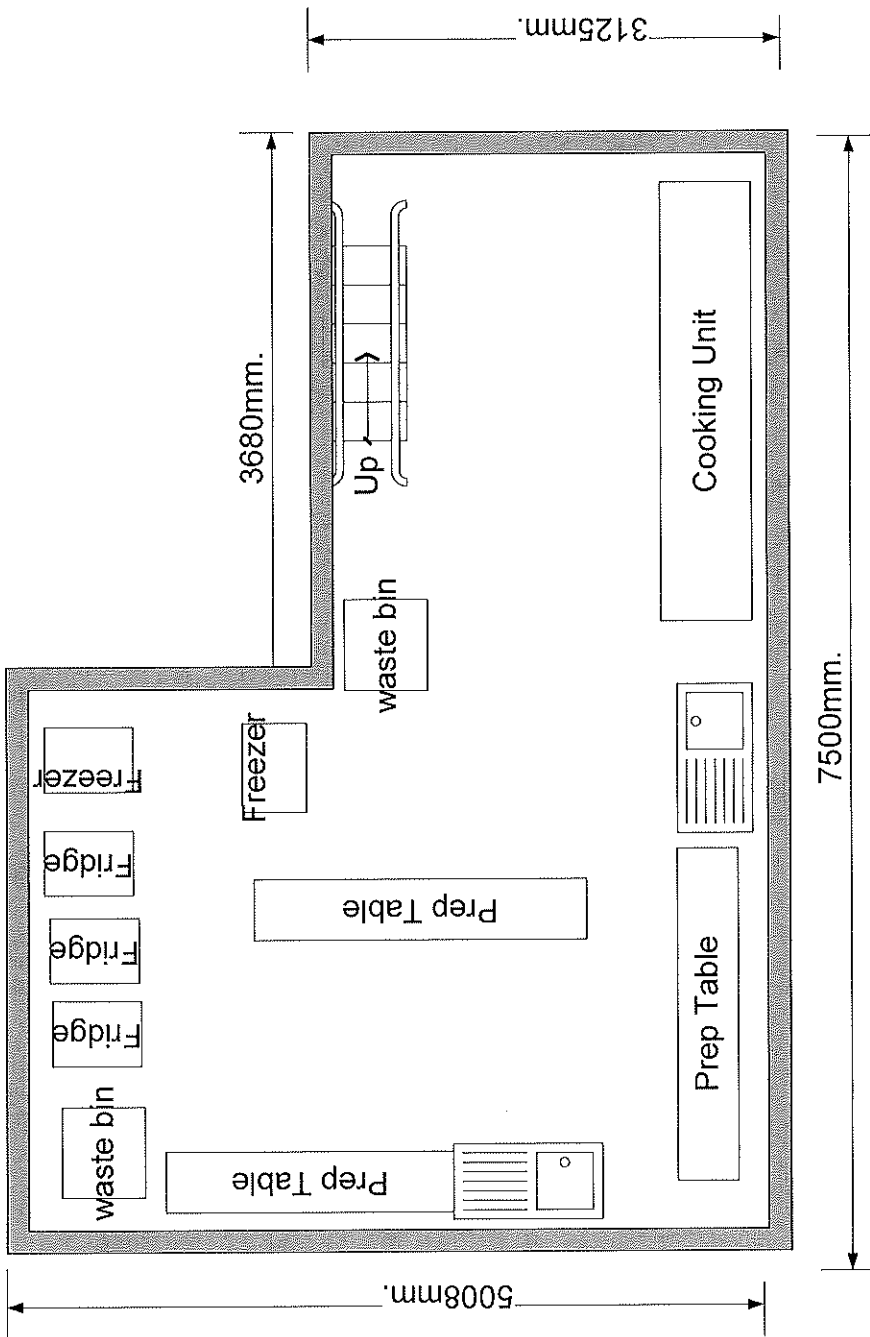 3125mm.
3680mm.
Up
Cooking Unit
waste bin
Freezer
Freezer
Fridge
Fridge
Fridge
Prep Table
Prep Table
Prep Table
waste bin
7500mm.
5008mm.